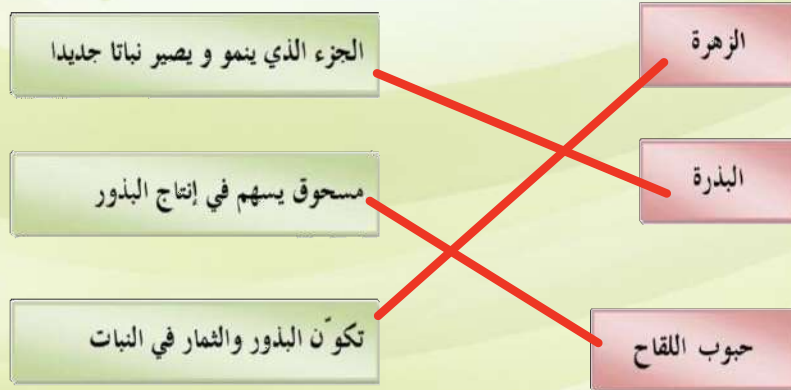 الزهرة
الجزء الذي ينمو و يصير نباتا جديدا
البذرة
مسحوق يسهم في إنتاج البذور
حبوب اللقاح
تكوّن البذور والثمار في النبات